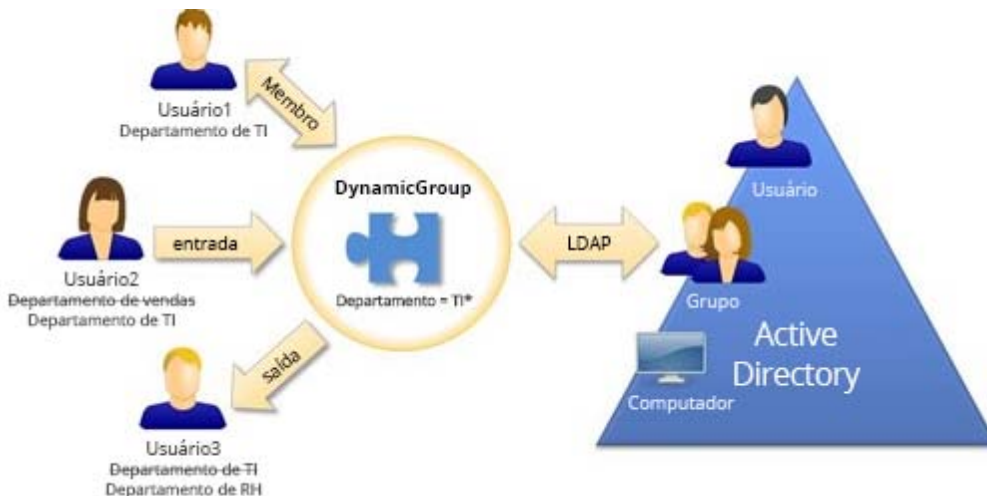 Usuário1
Departamento de TI
Membro
Usuário2
Departamento de vendas
Departamento de TI
entrada
Usuário3
Departamento de TI
Departamento de RH
saída
DynamicGroup
Departamento = TI*
LDAP
Usuário
Grupo
Computador
Active
Directory